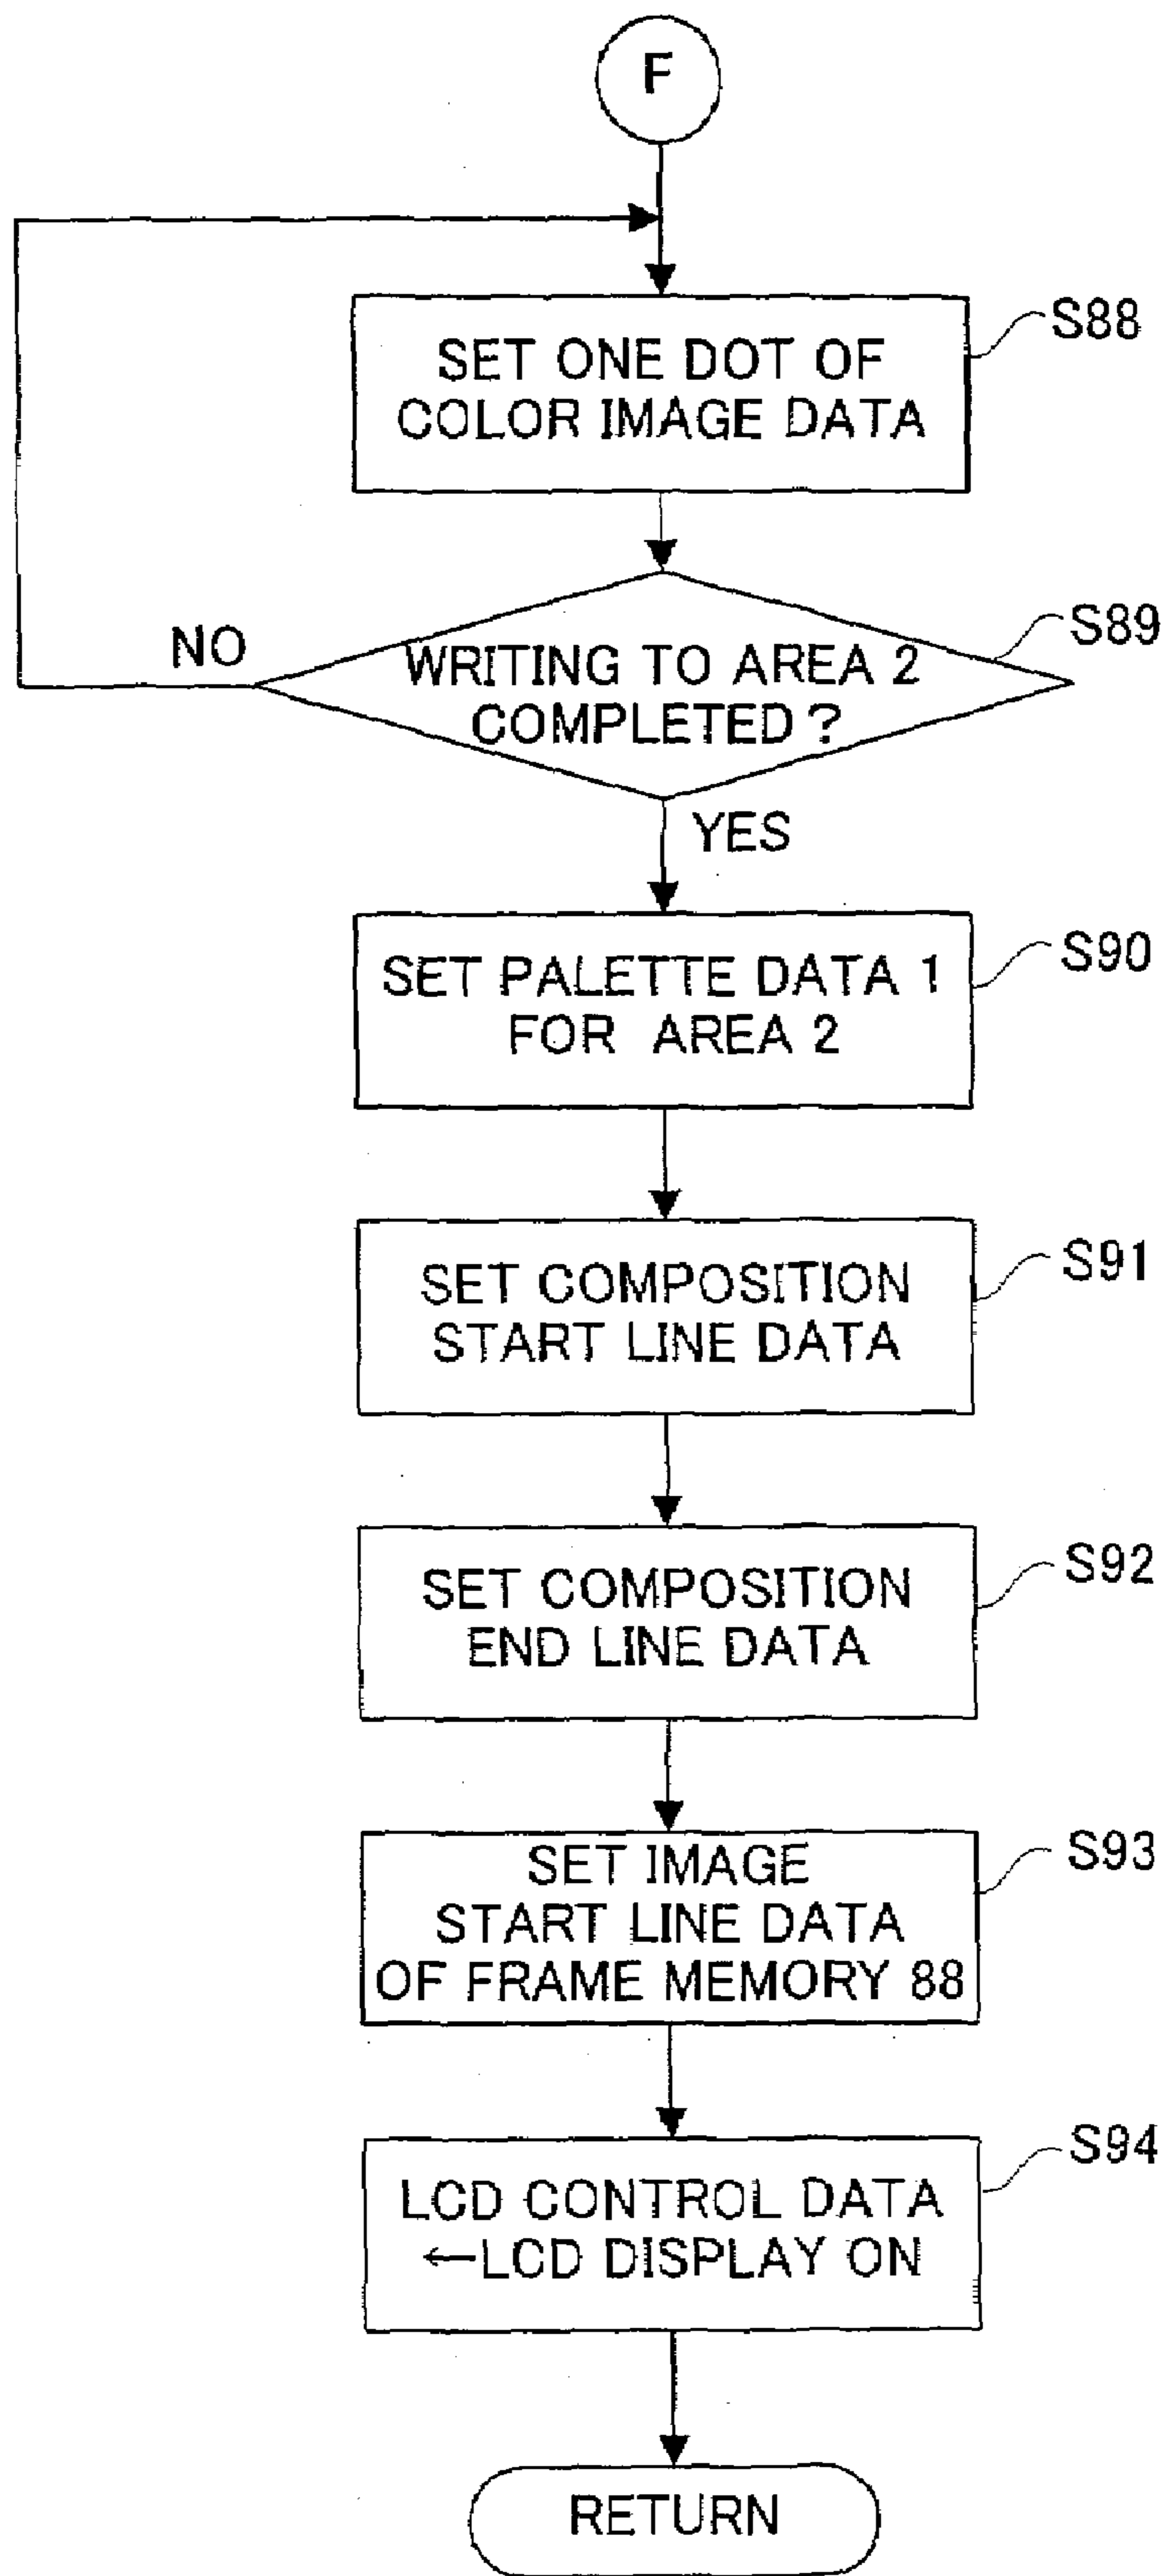 F
SET ONE DOT OF
COLOR IMAGE DATA
S88
NO
WRITING TO AREA 2
COMPLETED ?
S89
YES
SET PALETTE DATA 1
FOR AREA 2
S90
SET COMPOSITION
START LINE DATA
S91
SET COMPOSITION
END LINE DATA
S92
SET IMAGE
START LINE DATA
OF FRAME MEMORY 88
S93
LCD CONTROL DATA
←LCD DISPLAY ON
S94
RETURN